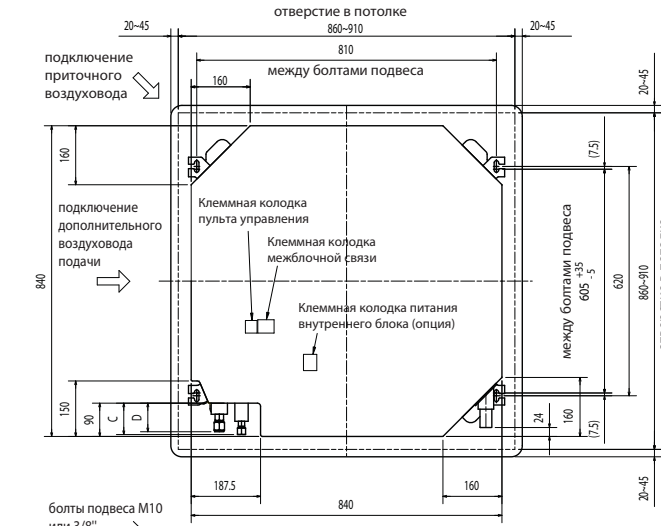 отверстие в потолке
20~45
860~910
20~45
810
между болтами подвеса
160
подключение
приточного
воздуховода
20~45
160
(7.5)
подключение
дополнительного
воздуховода
подачи
Клеммная колодка
пульта управления
Клеммная колодка
межблочной связи
Клеммная колодка питания
внутреннего блока (опция)
840
между болтами подвеса
605 +35
- 5
620
860~910
150
90
C
D
24
160
(7.5)
187.5
160
840
20~45
болты подвеса M10
или 3/8"